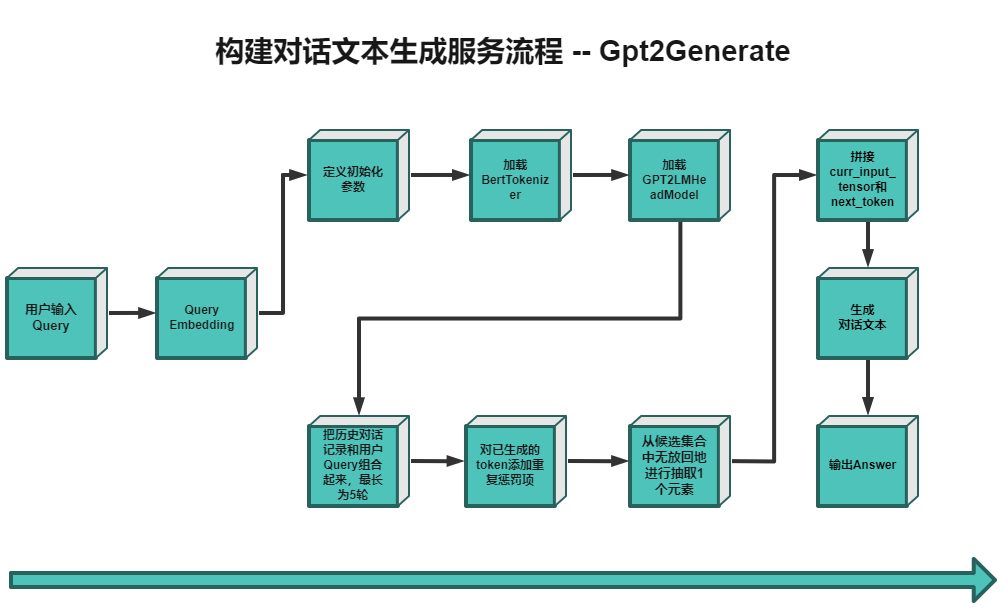 构建对话文本生成服务流程 -- Gpt2Generate
用户输入
Query
Query
Embedding
定义初始化
参数
加载
BertTokeniz
er
加载
GPT2LMHe
adModel
把历史对话
记录和用户
Query组合
起来，最长
为5轮
对已生成的
token添加重
复惩罚项
从候选集合
中无放回地
进行抽取1
个元素
拼接
curr_input_
tensor和
next_token
生成
对话文本
输出Answer